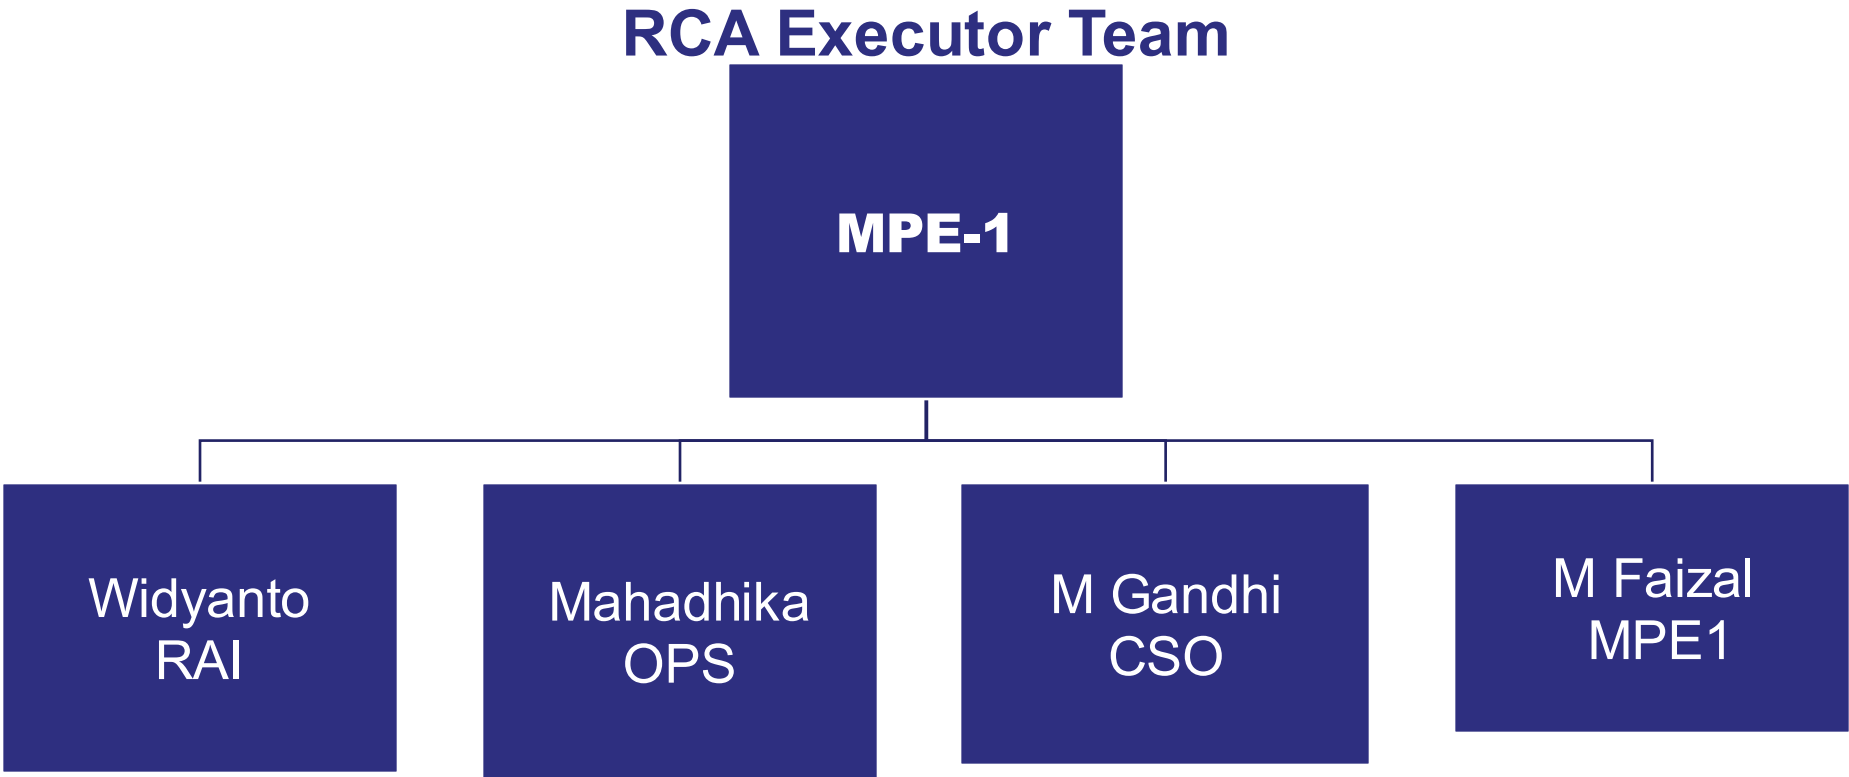 RCA Executor Team
MPE-1
Widyanto
RAI
Mahadhika
OPS
M Gandhi
CSO
M Faizal
MPE1